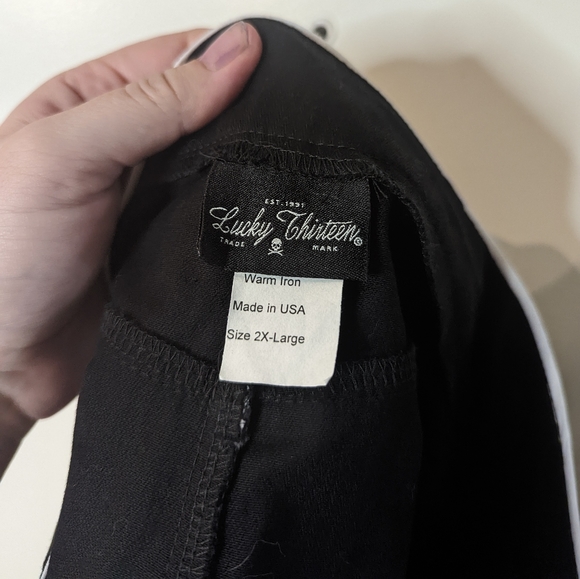 EST. 1991
Lucky Thirteen®
TRADE MARK
Warm Iron
Made in USA
Size 2X-Large